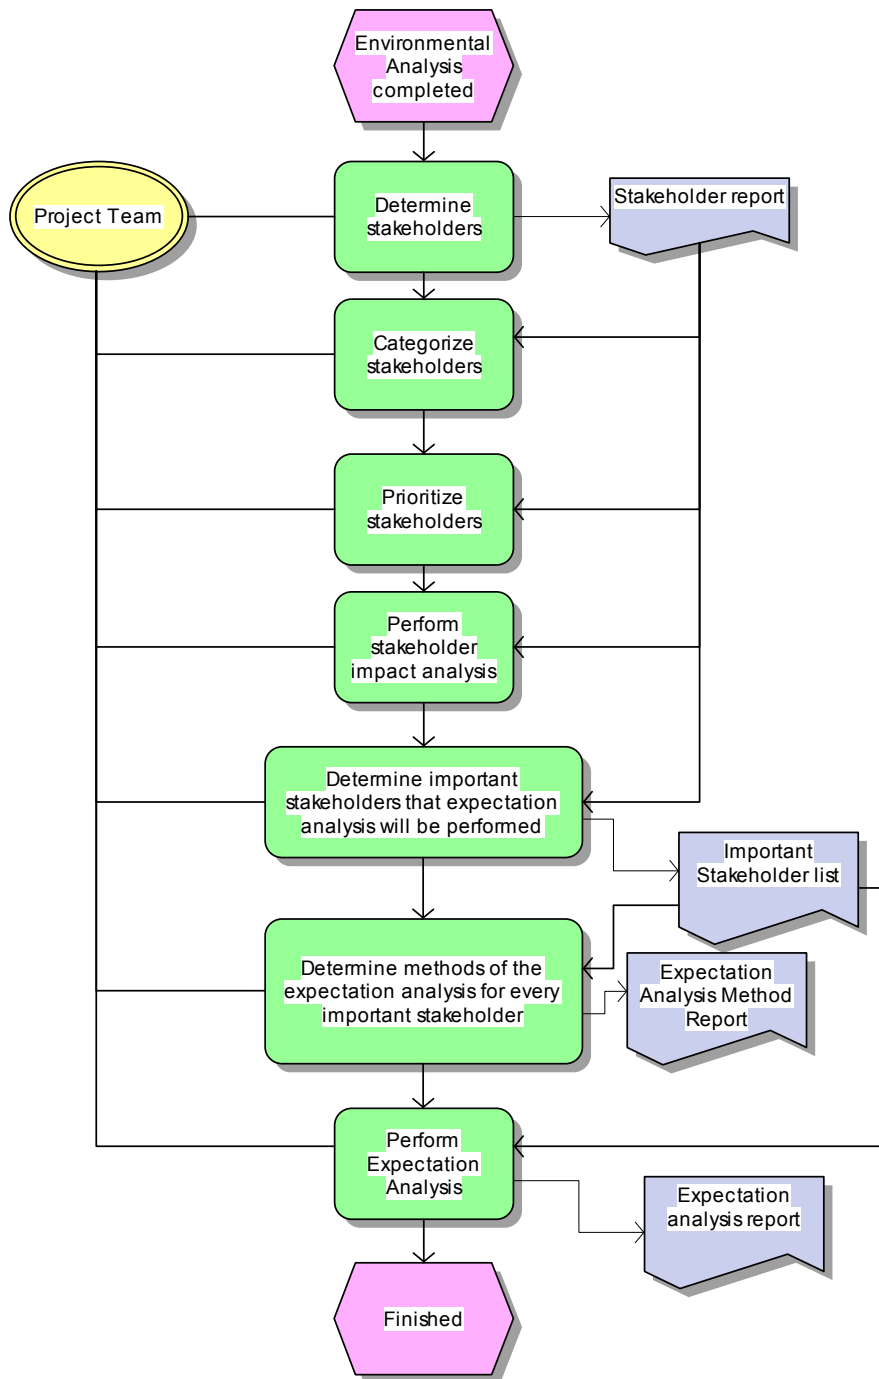 Environmental
Analysis
completed
Project Team
Determine
stakeholders
Stakeholder report
Categorize
stakeholders
Prioritize
stakeholders
Perform
stakeholder
impact analysis
Determine important
stakeholders that expectation
analysis will be performed
Important
Stakeholder list
Determine methods of the
expectation analysis for every
important stakeholder
Expectation
Analysis Method
Report
Perform
Expectation
Analysis
Expectation
analysis report
Finished